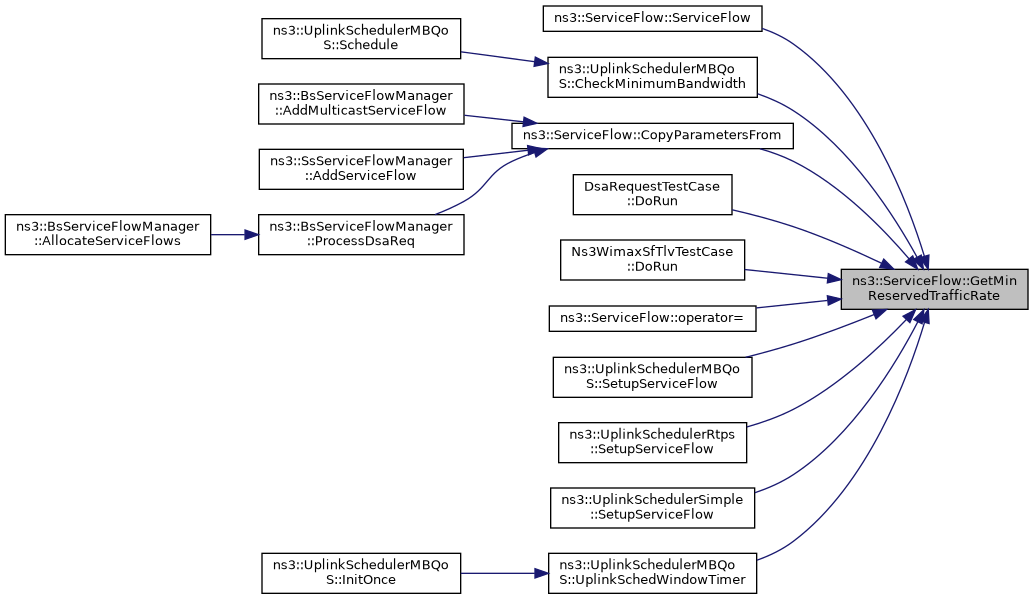 ns3::ServiceFlow::ServiceFlow
ns3::UplinkSchedulerMBQo
S::Schedule
ns3::UplinkSchedulerMBQo
S::CheckMinimumBandwidth
ns3::BsServiceFlowManager
::AddMulticastServiceFlow
ns3::ServiceFlow::CopyParametersFrom
ns3::SsServiceFlowManager
::AddServiceFlow
DsaRequestTestCase
::DoRun
ns3::BsServiceFlowManager
::AllocateServiceFlows
ns3::BsServiceFlowManager
::ProcessDsaReq
Ns3WimaxSfTlvTestCase
::DoRun
ns3::ServiceFlow::GetMin
ReservedTrafficRate
ns3::ServiceFlow::operator=
ns3::UplinkSchedulerMBQo
S::SetupServiceFlow
ns3::UplinkSchedulerRtps
::SetupServiceFlow
ns3::UplinkSchedulerSimple
::SetupServiceFlow
ns3::UplinkSchedulerMBQo
S::InitOnce
ns3::UplinkSchedulerMBQo
S::UplinkSchedWindowTimer